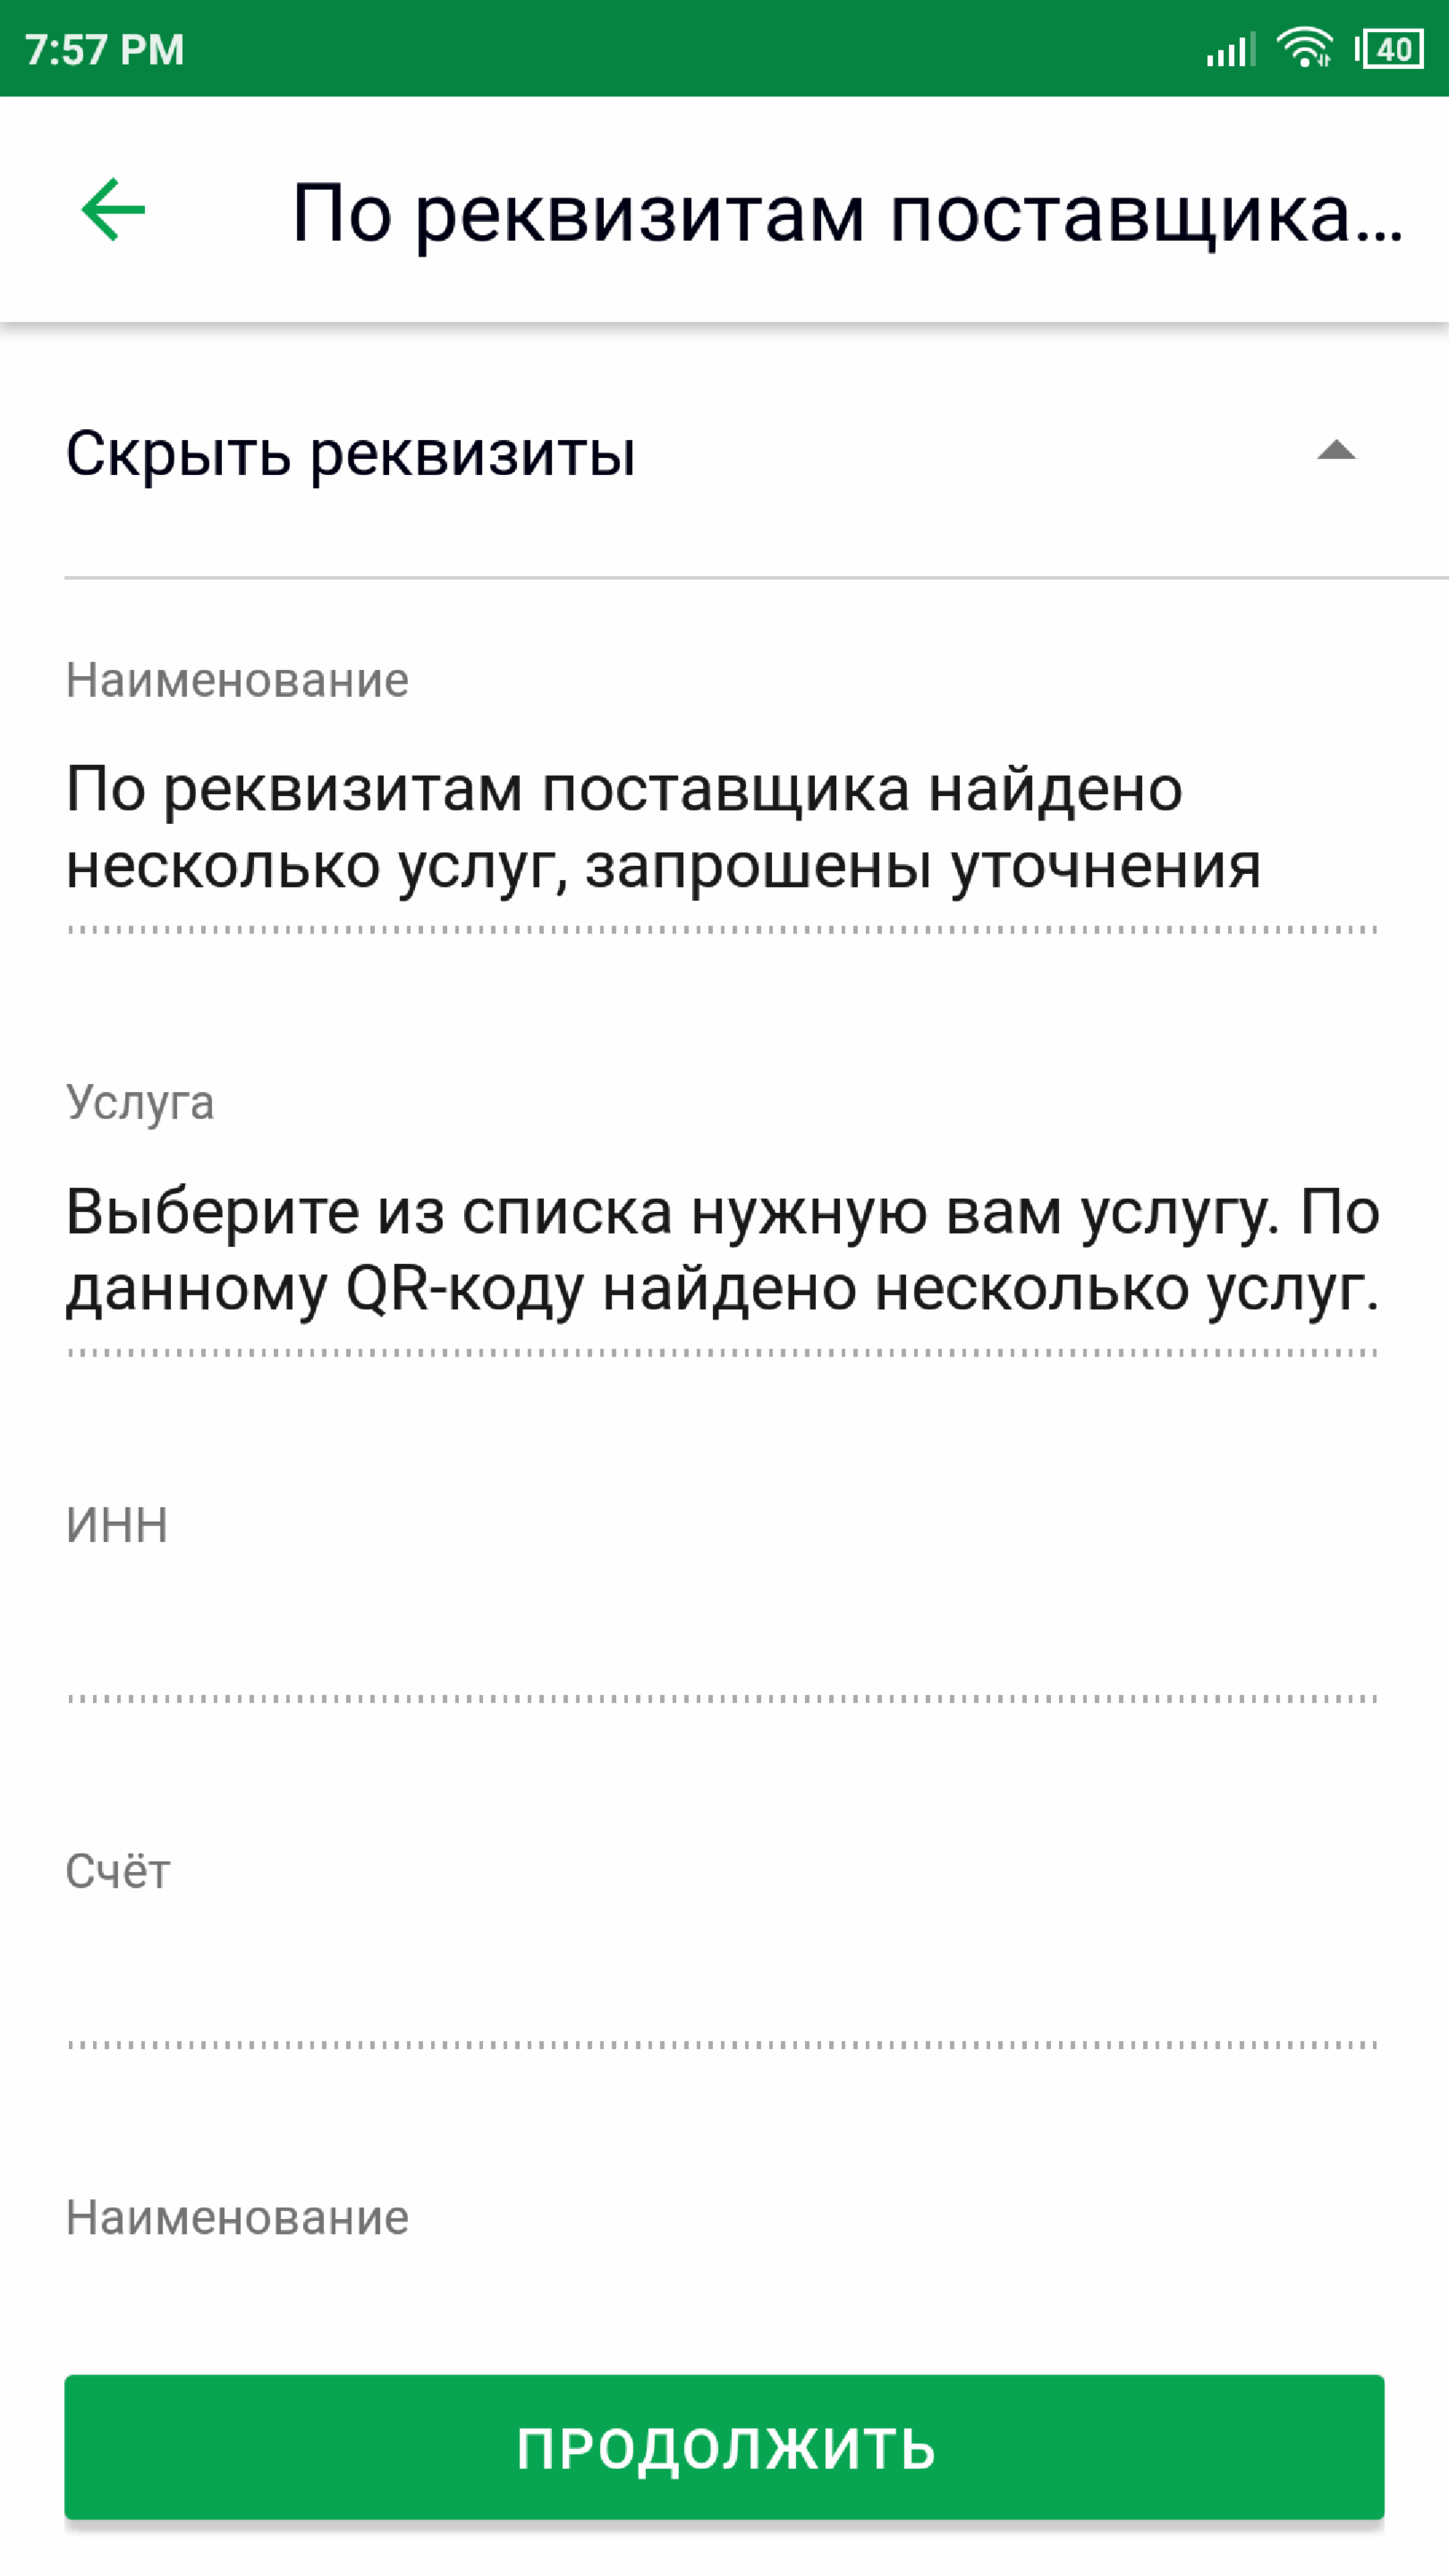 7:57 PM
40
По реквизитам поставщика...
Скрыть реквизиты
Наименование
По реквизитам поставщика найдено
несколько услуг, запрошены уточнения
Услуга
Выберите из списка нужную вам услугу. По
данному QR-коду найдено несколько услуг.
ИНН
Счёт
Наименование
ПРОДОЛЖИТЬ